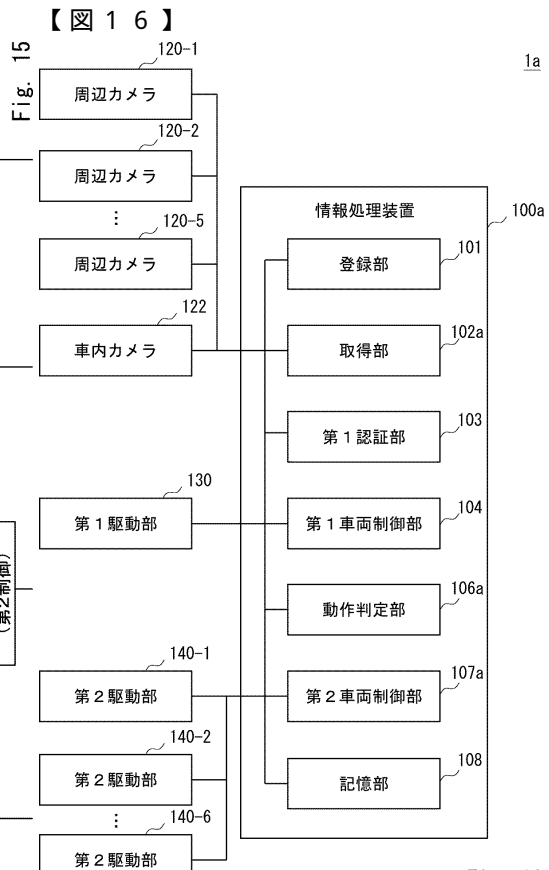 【図１６】
Fig. 15
1a
120-1
周辺カメラ
120-2
周辺カメラ
⋮
120-5
周辺カメラ
122
車内カメラ
130
第１駆動部
(第2制御)
140-1
第２駆動部
140-2
第２駆動部
⋮
140-6
第２駆動部
情報処理装置
100a
101
登録部
102a
取得部
103
第１認証部
104
第１車両制御部
106a
動作判定部
107a
第２車両制御部
108
記憶部